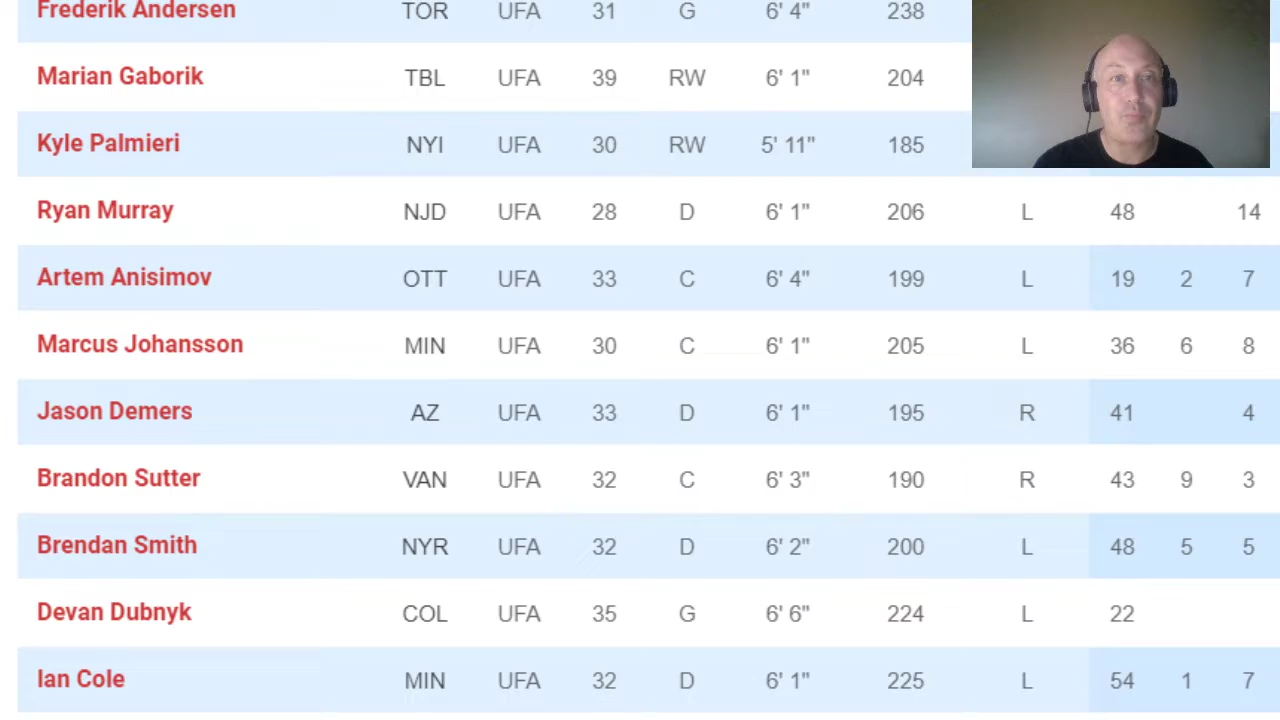 Frederik Andersen TOR UFA 31 G 6' 4" 238
Marian Gaborik TBL UFA 39 RW 6' 1" 204
Kyle Palmieri NYI UFA 30 RW 5' 11" 185
Ryan Murray NJD UFA 28 D 6' 1" 206 L 48 14
Artem Anisimov OTT UFA 33 C 6' 4" 199 L 19 2 7
Marcus Johansson MIN UFA 30 C 6' 1" 205 L 36 6 8
Jason Demers AZ UFA 33 D 6' 1" 195 R 41 4
Brandon Sutter VAN UFA 32 C 6' 3" 190 R 43 9 3
Brendan Smith NYR UFA 32 D 6' 2" 200 L 48 5 5
Devan Dubnyk COL UFA 35 G 6' 6" 224 L 22
Ian Cole MIN UFA 32 D 6' 1" 225 L 54 1 7